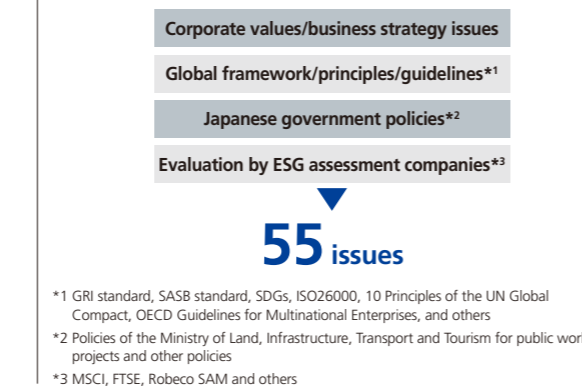 Corporate values/business strategy issues
Global framework/principles/guidelines*1
Japanese government policies*2
Evaluation by ESG assessment companies*3
55 issues
*1 GRI standard, SASB standard, SDGs, ISO26000, 10 Principles of the UN Global
Compact, OECD Guidelines for Multinational Enterprises, and others
*2 Policies of the Ministry of Land, Infrastructure, Transport and Tourism for public
projects and other policies
*3 MSCI, FTSE, Robeco SAM and others